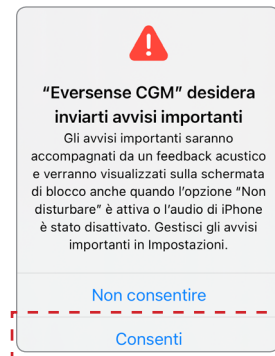 “Eversense CGM” desidera
inviarti avvisi importanti
Gli avvisi importanti saranno
accompagnati da un feedback acustico
e verranno visualizzati sulla schermata
di blocco anche quando l’opzione “Non
disturbare” è attiva o l’audio di iPhone
è stato disattivato. Gestisci gli avvisi
importanti in Impostazioni.
Non consentire
Consenti